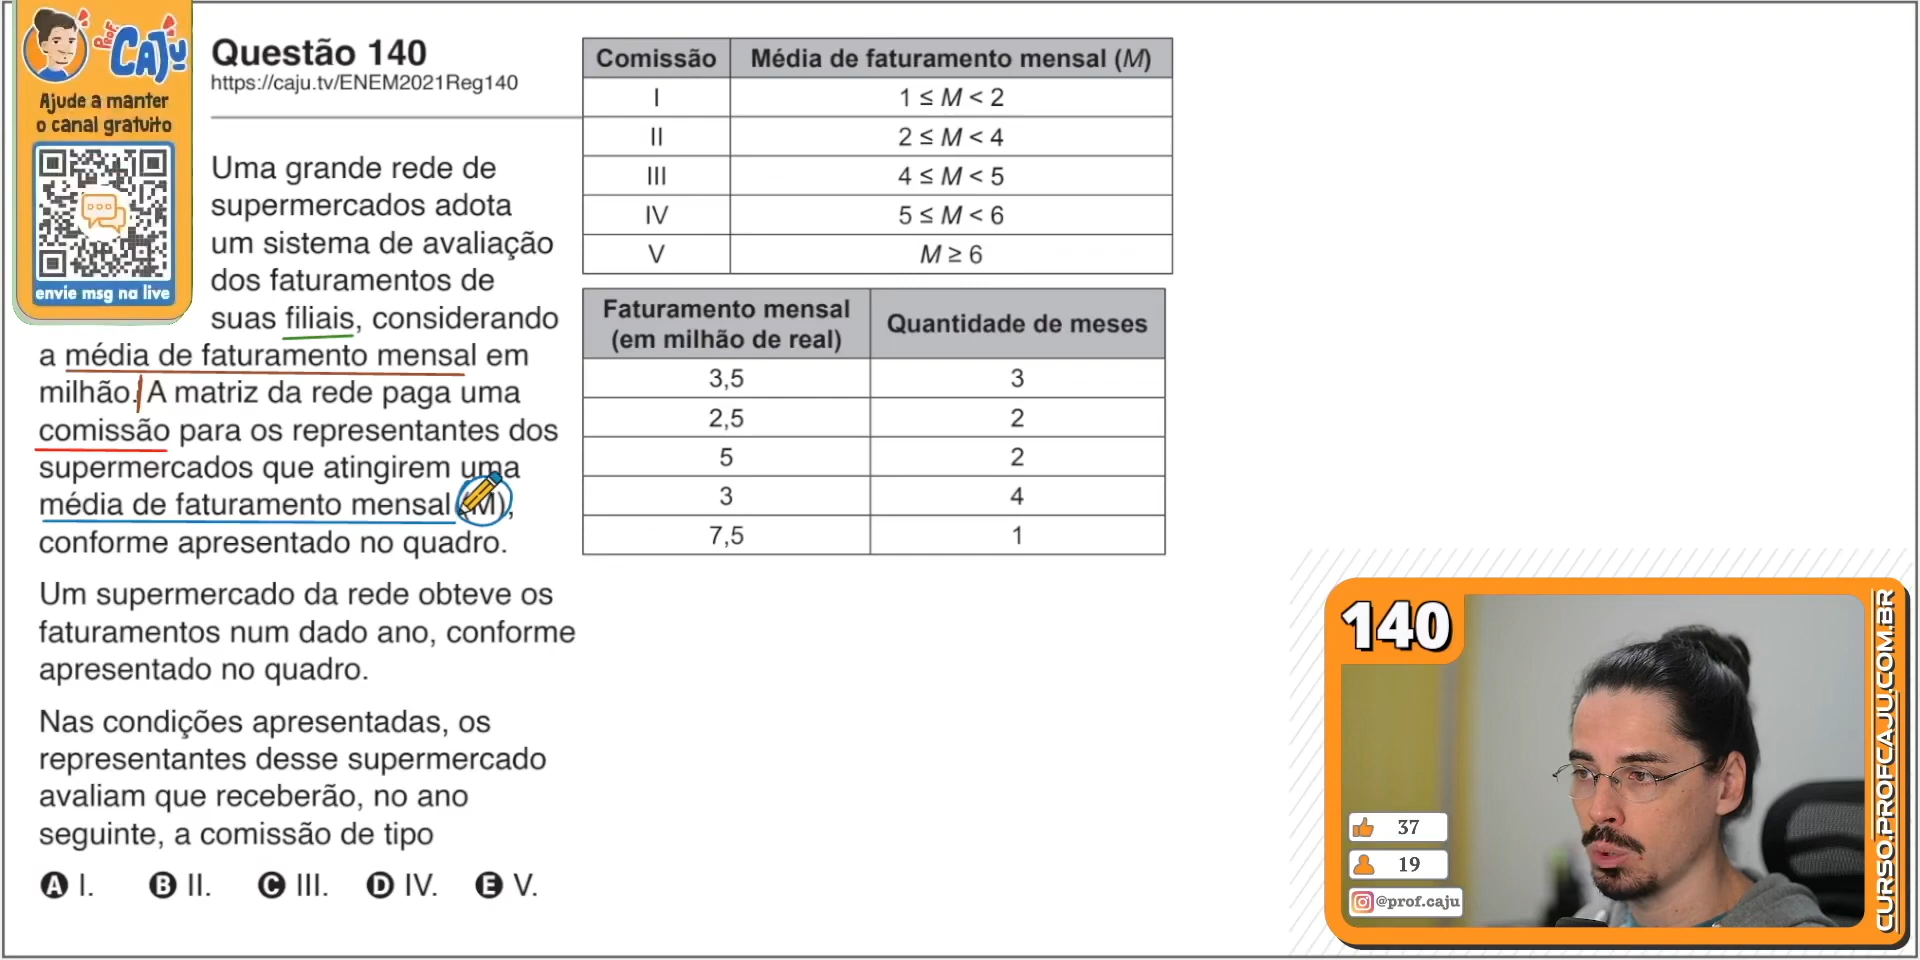 PROF.
CAJU
Ajude a manter
o canal gratuito
envie msg na live
Questão 140
https://caju.tv/ENEM2021Reg140
Uma grande rede de
supermercados adota
um sistema de avaliação
dos faturamentos de
suas filiais, considerando
a média de faturamento mensal em
milhão. A matriz da rede paga uma
comissão para os representantes dos
supermercados que atingirem uma
média de faturamento mensal (M),
conforme apresentado no quadro.
Um supermercado da rede obteve os
faturamentos num dado ano, conforme
apresentado no quadro.
Nas condições apresentadas, os
representantes desse supermercado
avaliam que receberão, no ano
seguinte, a comissão de tipo
A I. B II. C III. D IV. E V.
Comissão Média de faturamento mensal (M)
I 1 ≤ M < 2
II 2 ≤ M < 4
III 4 ≤ M < 5
IV 5 ≤ M < 6
V M ≥ 6
Faturamento mensal
(em milhão de real) Quantidade de meses
3,5 3
2,5 2
5 2
3 4
7,5 1
140
37
19
@prof.caju
CURSO.PROFCAJU.COM.BR